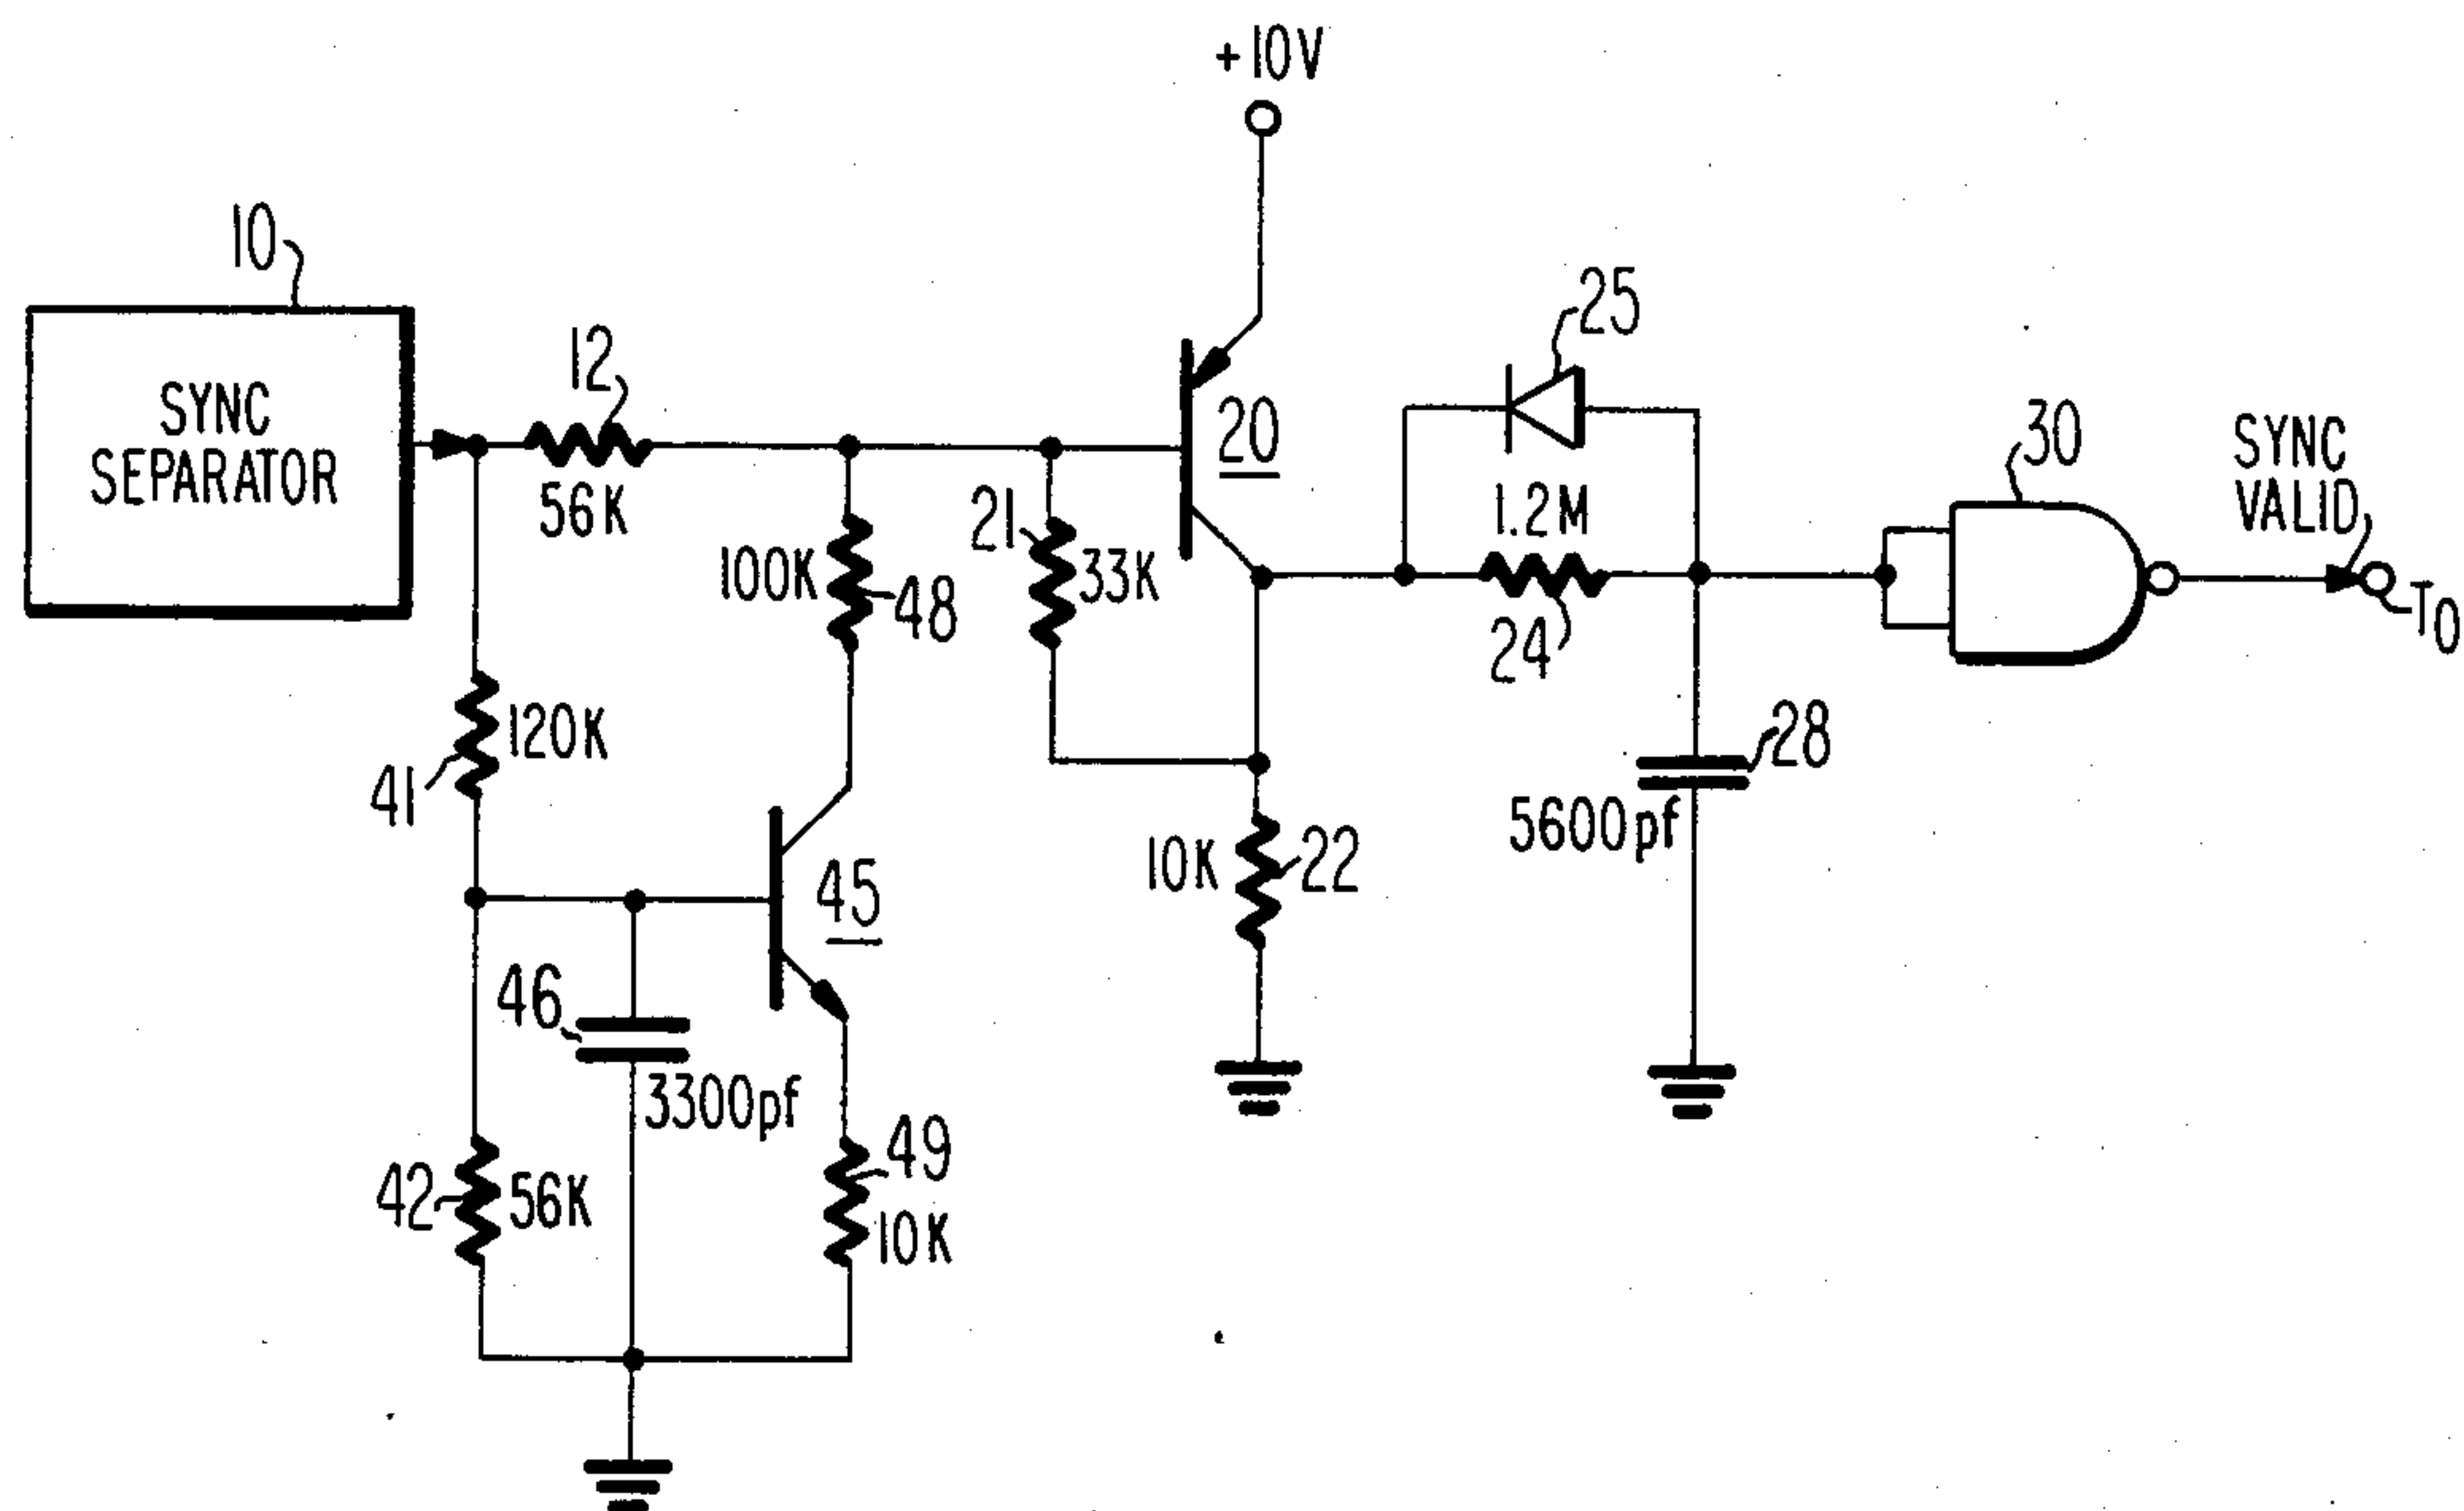 +10V
10
SYNC
SEPARATOR
12
56K
20
25
1.2M
24
30
SYNC
VALID
T0
100K
48
21
33K
41
120K
45
10K
22
28
5600pf
46
3300pf
42
56K
49
10K